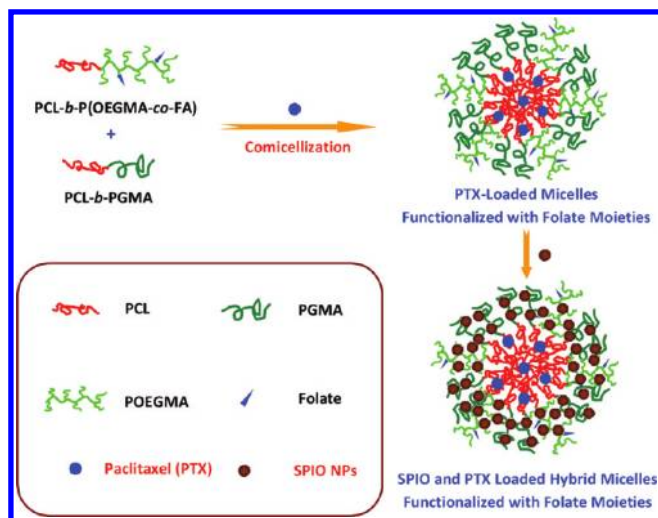 PCL-b-P(OEGMA-co-FA)
+
PCL-b-PGMA
Comicellization
PTX-Loaded Micelles
Functionalized with Folate Moieties
PCL
PGMA
POEGMA
Folate
Paclitaxel (PTX)
SPIO NPs
SPIO and PTX Loaded Hybrid Micelles
Functionalized with Folate Moieties